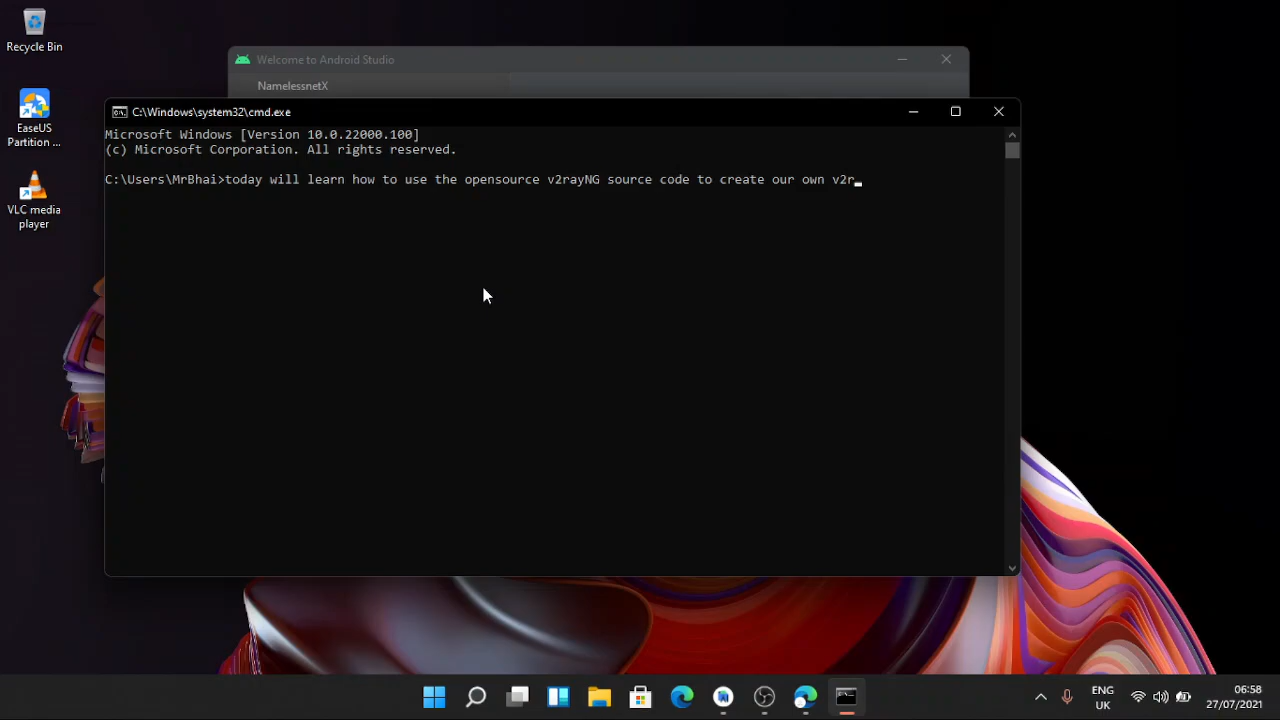 Recycle Bin
EaseUS
Partition ...
VLC media
player
Welcome to Android Studio
NamelessnetX
C:\Windows\system32\cmd.exe
Microsoft Windows [Version 10.0.22000.100]
(c) Microsoft Corporation. All rights reserved.
C:\Users\MrBhai>today will learn how to use the opensource v2rayNG source code to create our own v2r
ENG
UK
06:58
27/07/2021